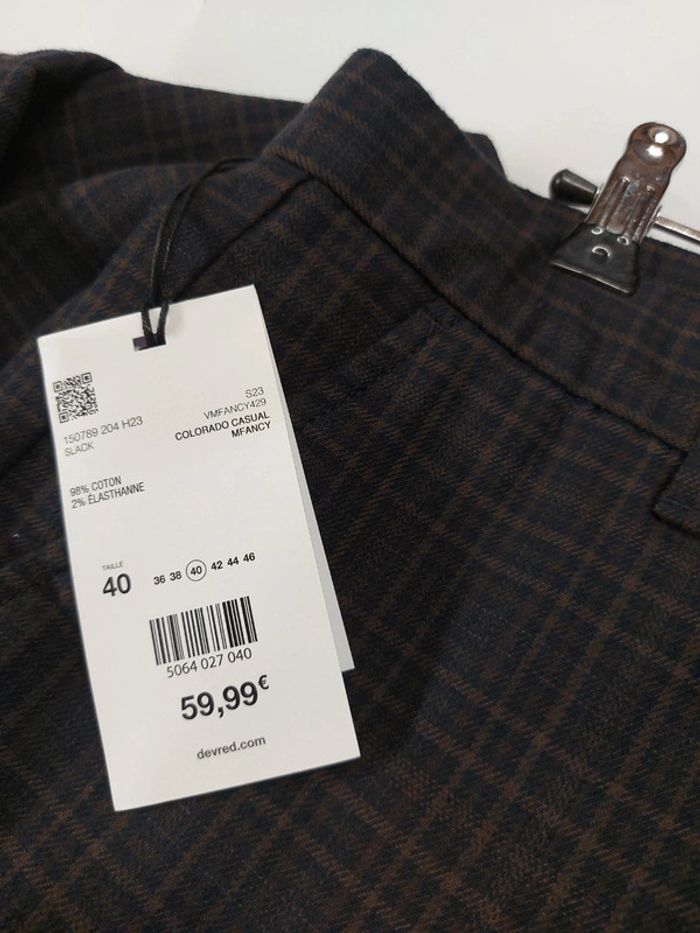 S23
150789 204 H23
VMFANCY429
SLACK
COLORADO CASUAL
MFANCY
98% COTON
2% ÉLASTHANNE
TAILLE
40 36 38 40 42 44 46
5064 027 040
59,99€
devred.com